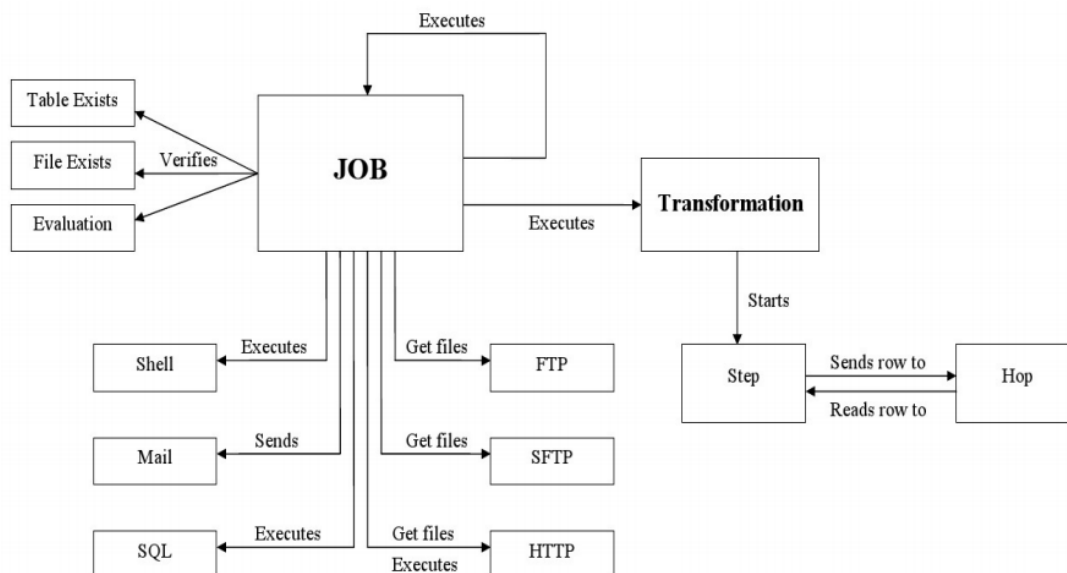 Executes
Table Exists
File Exists
Verifies
Evaluation
JOB
Transformation
Executes
Starts
Shell
Executes
Get files
FTP
Step
Sends row to
Reads row to
Hop
Mail
Sends
Get files
SFTP
SQL
Executes
Get files
Executes
HTTP